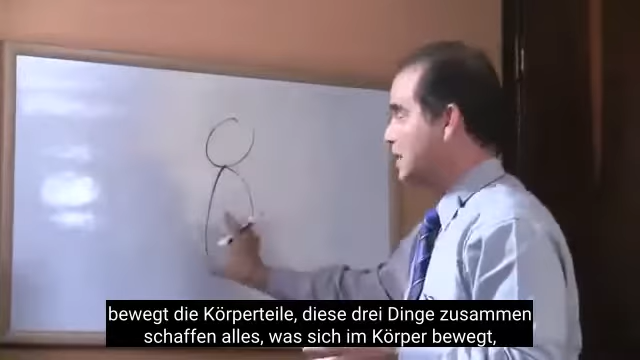 bewegt die Körperteile, diese drei Dinge zusammen
schaffen alles, was sich im Körper bewegt,